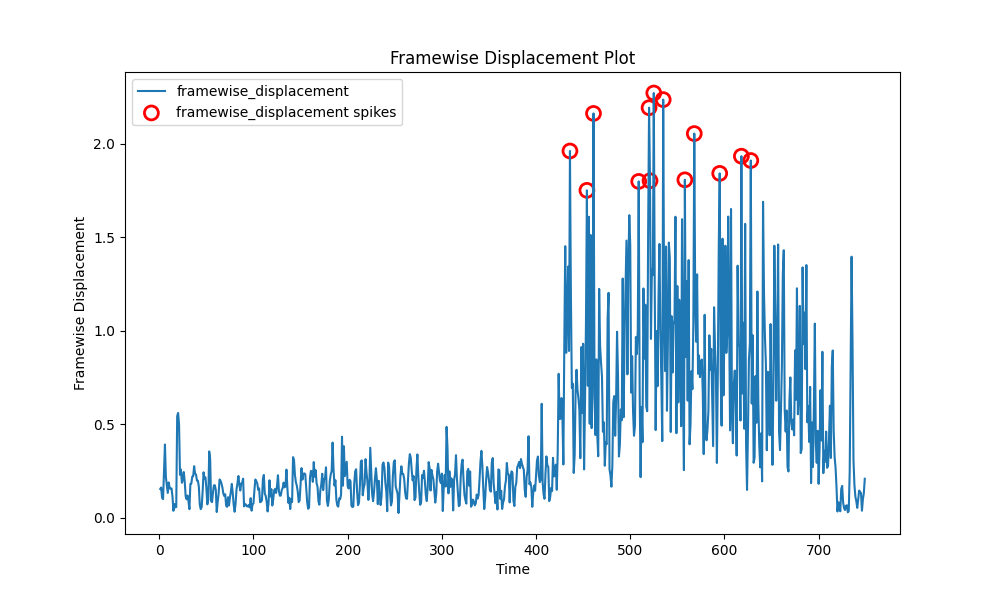 Framewise Displacement Plot
framewise_displacement
framewise_displacement spikes
Framewise Displacement
2.0
1.5
1.0
0.5
0.0
0 100 200 300 400 500 600 700
Time